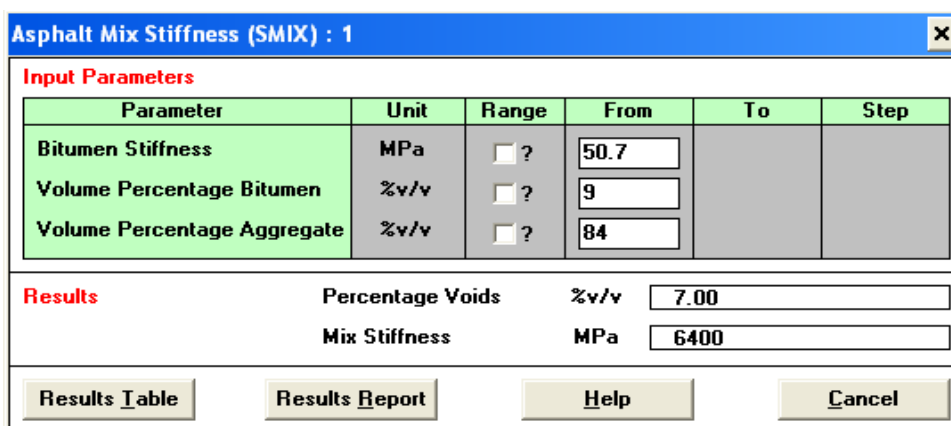 Asphalt Mix Stiffness (SMIX) : 1
Input Parameters
Parameter Unit Range From To Step
Bitumen Stiffness MPa ? 50.7
Volume Percentage Bitumen %v/v ? 9
Volume Percentage Aggregate %v/v ? 84
Results Percentage Voids %v/v 7.00
Mix Stiffness MPa 6400
Results Table Results Report Help Cancel